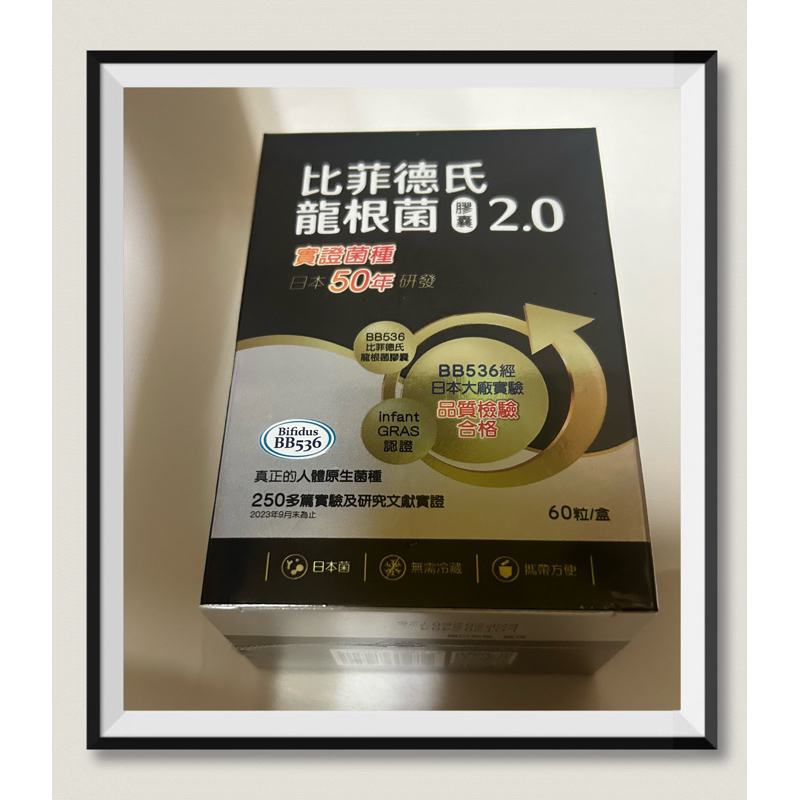 比菲德氏
龍根菌 膠囊 2.0
實證菌種
日本50年研發
BB536
比菲德氏
龍根菌膠囊
BB536經
日本大廠實驗
品質檢驗
合格
infant
GRAS
認證
Bifidus
BB536
真正的人體原生菌種
250多篇實驗及研究文獻實證
2023年9月末為止
60粒/盒
日本菌
無需冷藏
攜帶方便